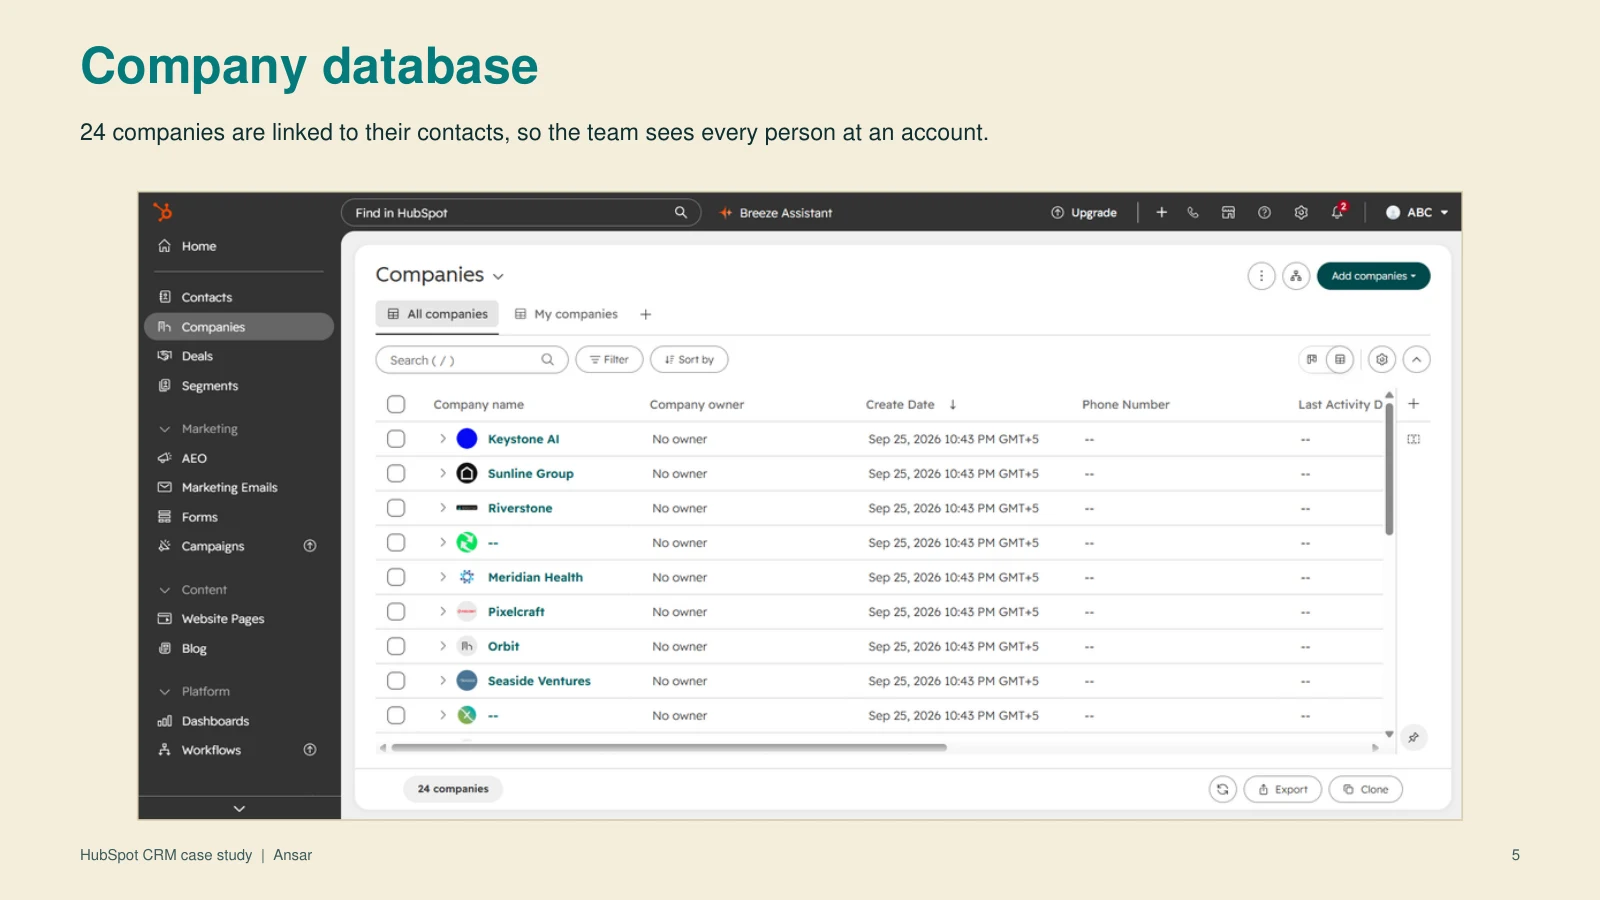 Company database
24 companies are linked to their contacts, so the team sees every person at an account.
Find in HubSpot
Breeze Assistant
Upgrade
2
ABC
Home
Contacts
Companies
Deals
Segments
Marketing
AEO
Marketing Emails
Forms
Campaigns
Content
Website Pages
Blog
Platform
Dashboards
Workflows
Companies
Add companies
All companies
My companies
Search ( / )
Filter
Sort by
Company name Company owner Create Date Phone Number Last Activity D
Keystone AI No owner Sep 25, 2026 10:43 PM GMT+5 -- --
Sunline Group No owner Sep 25, 2026 10:43 PM GMT+5 -- --
Riverstone No owner Sep 25, 2026 10:43 PM GMT+5 -- --
-- No owner Sep 25, 2026 10:43 PM GMT+5 -- --
Meridian Health No owner Sep 25, 2026 10:43 PM GMT+5 -- --
Pixelcraft No owner Sep 25, 2026 10:43 PM GMT+5 -- --
Orbit No owner Sep 25, 2026 10:43 PM GMT+5 -- --
Seaside Ventures No owner Sep 25, 2026 10:43 PM GMT+5 -- --
-- No owner Sep 25, 2026 10:43 PM GMT+5 -- --
24 companies
Export
Clone
HubSpot CRM case study | Ansar
5